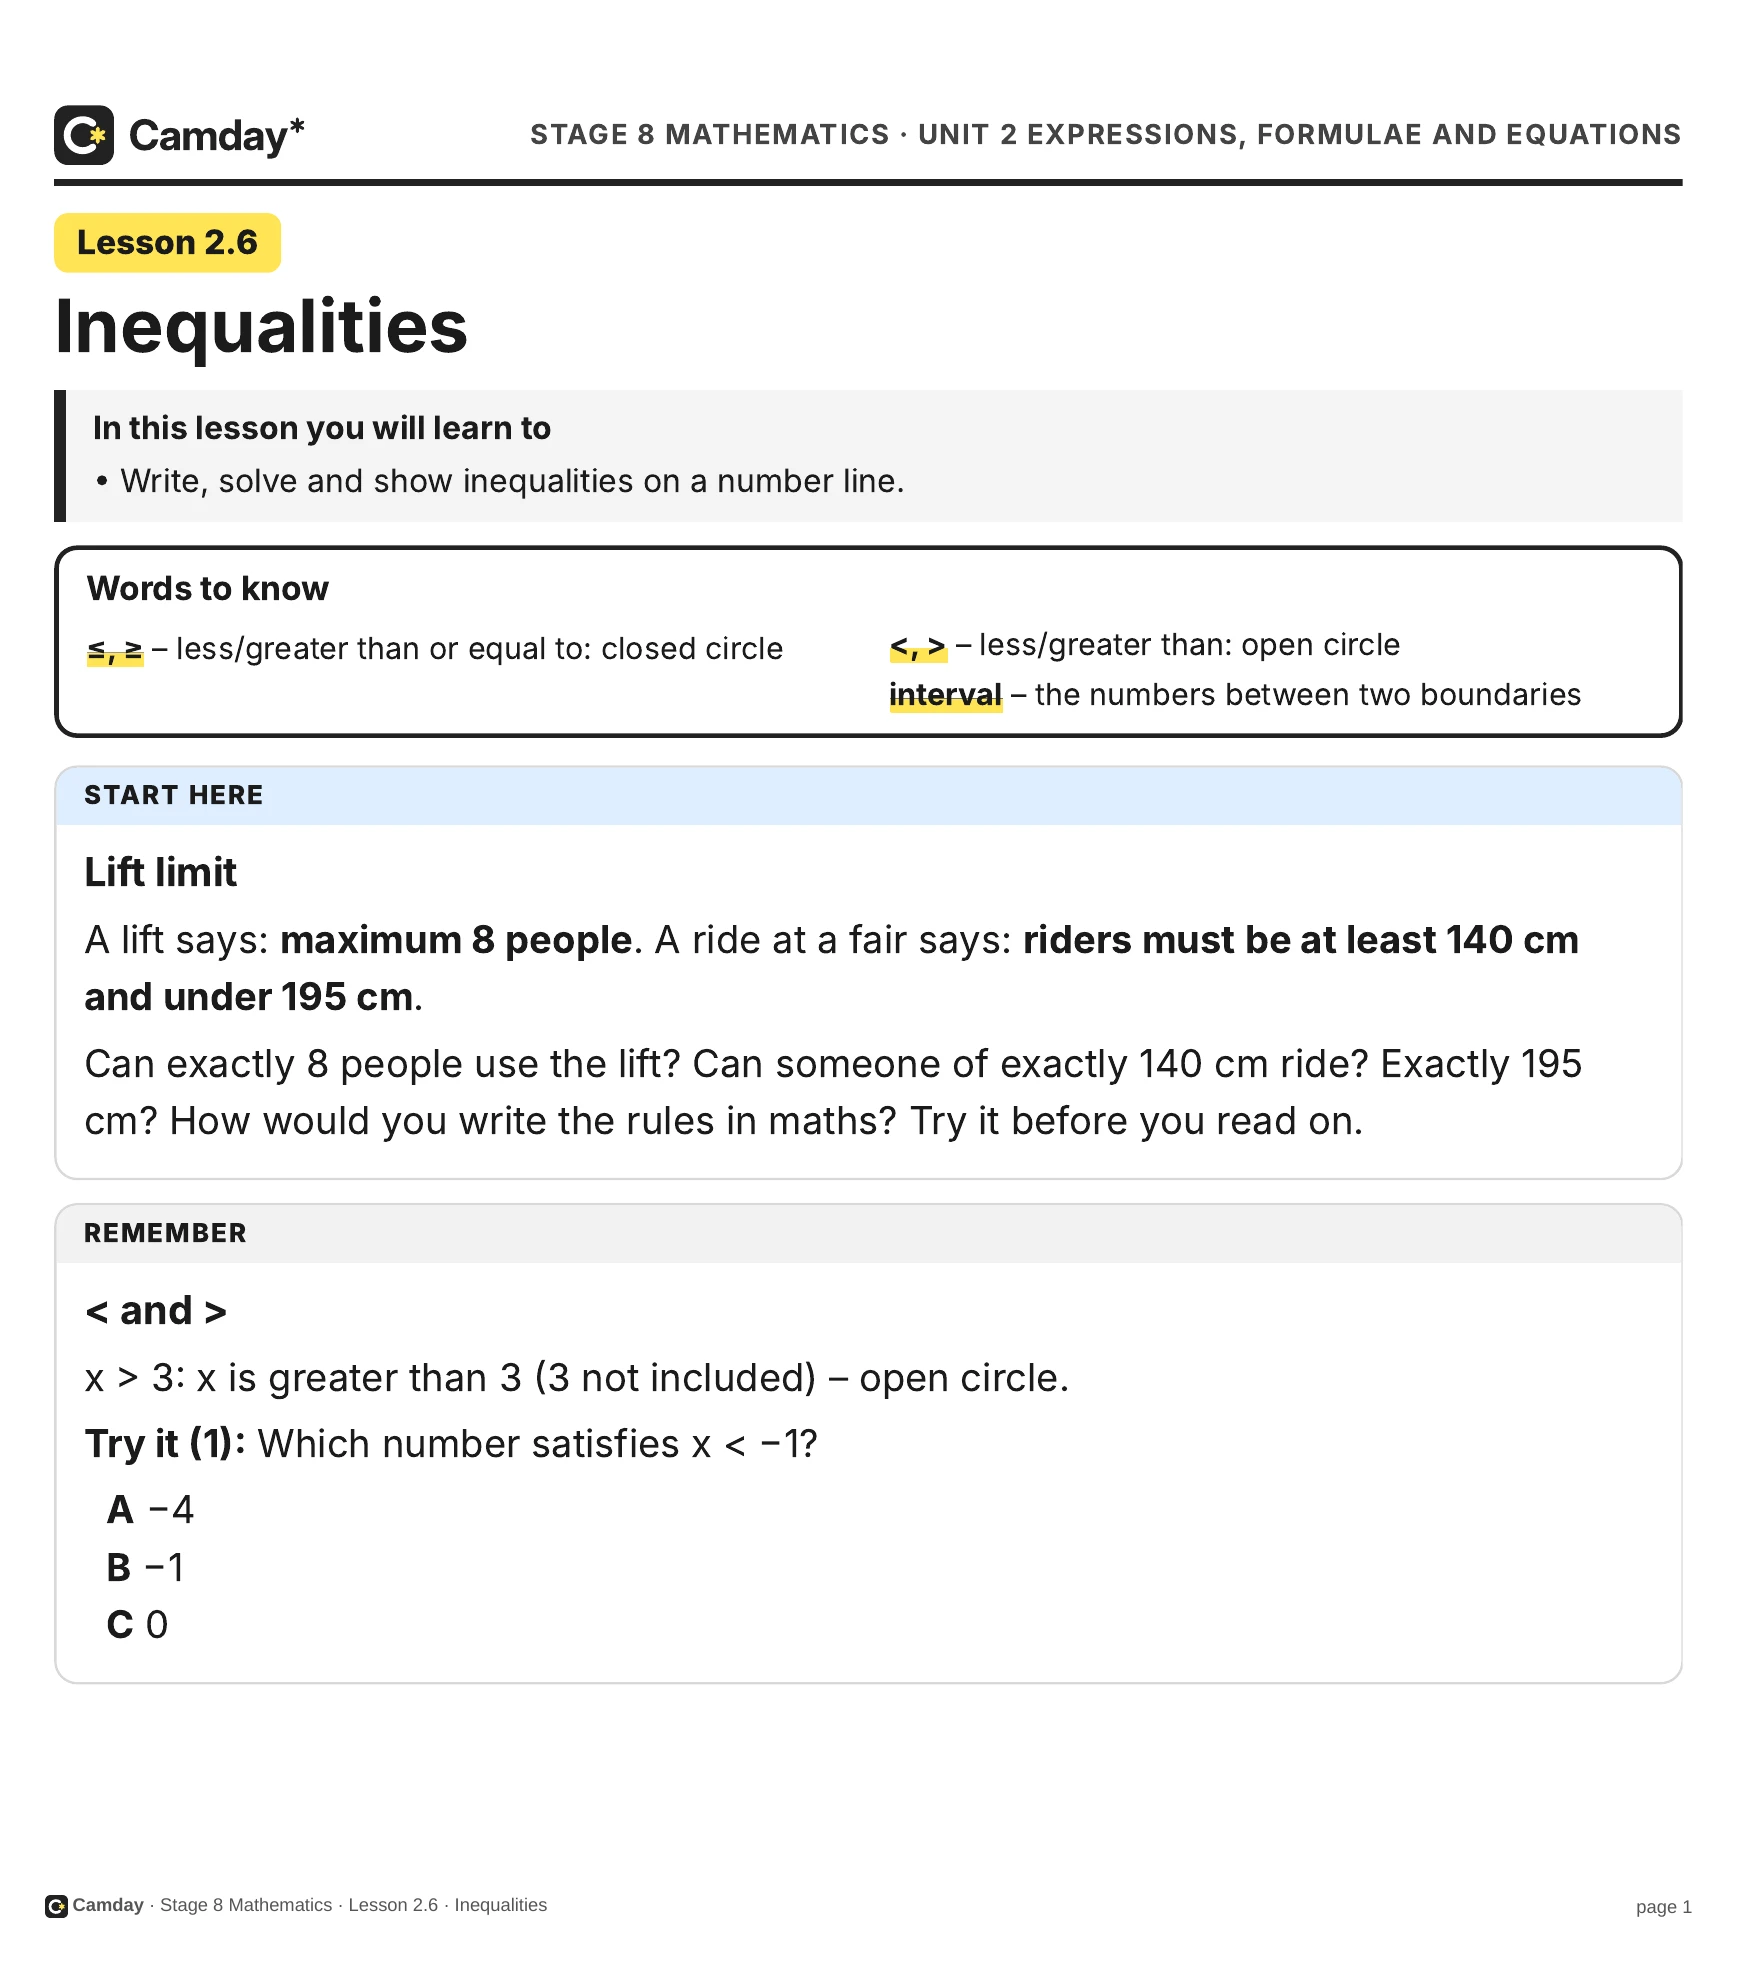 Camday*
STAGE 8 MATHEMATICS · UNIT 2 EXPRESSIONS, FORMULAE AND EQUATIONS
Lesson 2.6
Inequalities
In this lesson you will learn to
• Write, solve and show inequalities on a number line.
Words to know
≤, ≥ – less/greater than or equal to: closed circle
<, > – less/greater than: open circle
interval – the numbers between two boundaries
START HERE
Lift limit
A lift says: maximum 8 people. A ride at a fair says: riders must be at least 140 cm
and under 195 cm.
Can exactly 8 people use the lift? Can someone of exactly 140 cm ride? Exactly 195
cm? How would you write the rules in maths? Try it before you read on.
REMEMBER
< and >
x > 3: x is greater than 3 (3 not included) – open circle.
Try it (1): Which number satisfies x < −1?
A −4
B −1
C 0
Camday · Stage 8 Mathematics · Lesson 2.6 · Inequalities
page 1